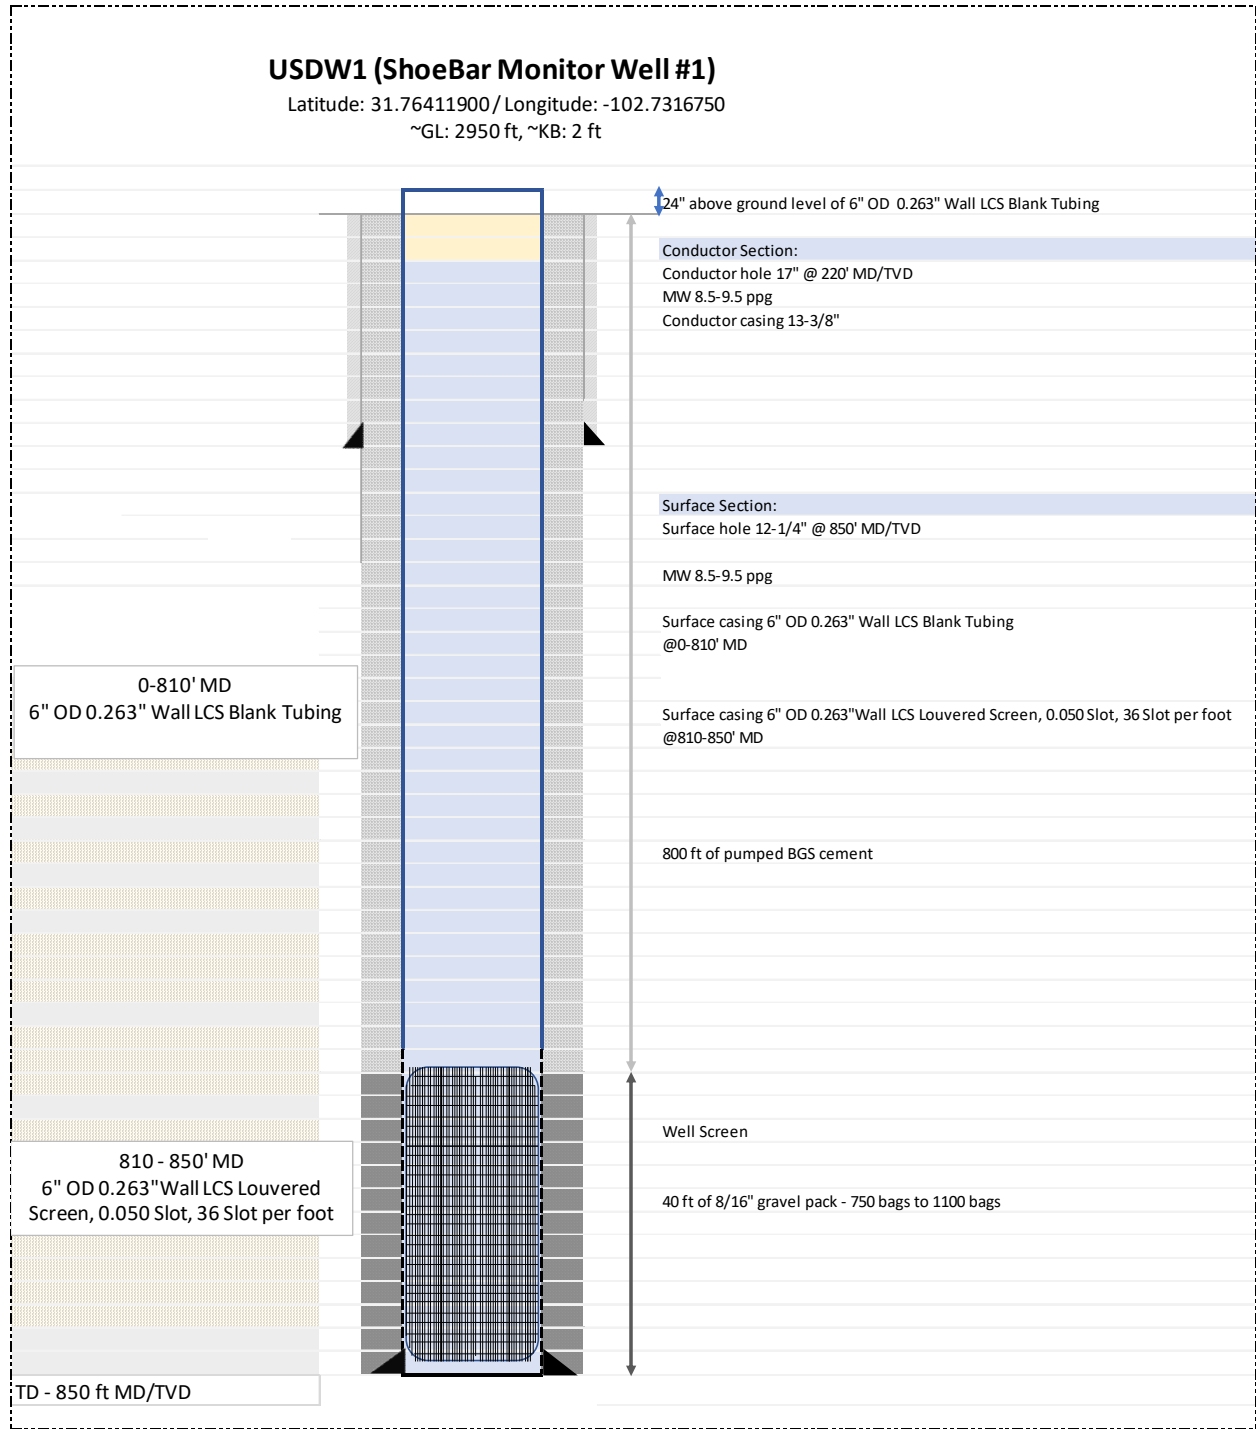 USDW1 (ShoeBar Monitor Well #1)
Latitude: 31.76411900 / Longitude: -102.7316750
~GL: 2950 ft, ~KB: 2 ft
24" above ground level of 6" OD 0.263" Wall LCS Blank Tubing
Conductor Section:
Conductor hole 17" @ 220' MD/TVD
MW 8.5-9.5 ppg
Conductor casing 13-3/8"
Surface Section:
Surface hole 12-1/4" @ 850' MD/TVD
MW 8.5-9.5 ppg
Surface casing 6" OD 0.263" Wall LCS Blank Tubing
@0-810' MD
0-810' MD
6" OD 0.263" Wall LCS Blank Tubing
Surface casing 6" OD 0.263"Wall LCS Louvered Screen, 0.050 Slot, 36 Slot per foot
@810-850' MD
800 ft of pumped BGS cement
Well Screen
810 - 850' MD
6" OD 0.263"Wall LCS Louvered
Screen, 0.050 Slot, 36 Slot per foot
40 ft of 8/16" gravel pack - 750 bags to 1100 bags
TD - 850 ft MD/TVD